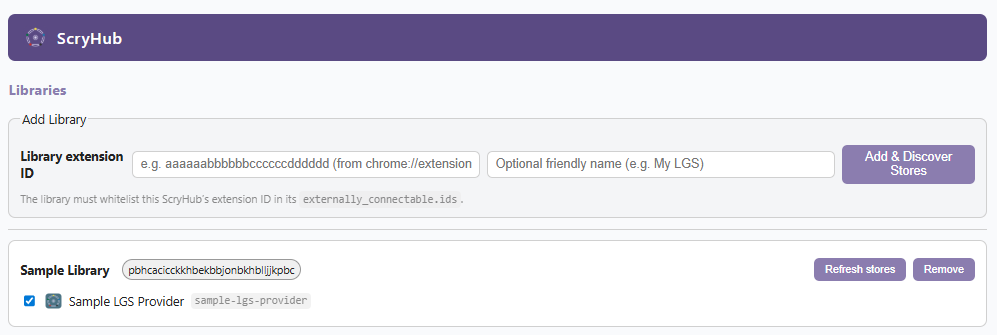 ScryHub
Libraries
Add Library
Library extension ID
e.g. aaaaaabbbbbbccccccdddddd (from chrome://extension
Optional friendly name (e.g. My LGS)
Add & Discover Stores
The library must whitelist this ScryHub's extension ID in its externally_connectable.ids.
Sample Library pbhcacicckkhbekbbjonbkhblljjkpbc Refresh stores Remove
Sample LGS Provider sample-lgs-provider